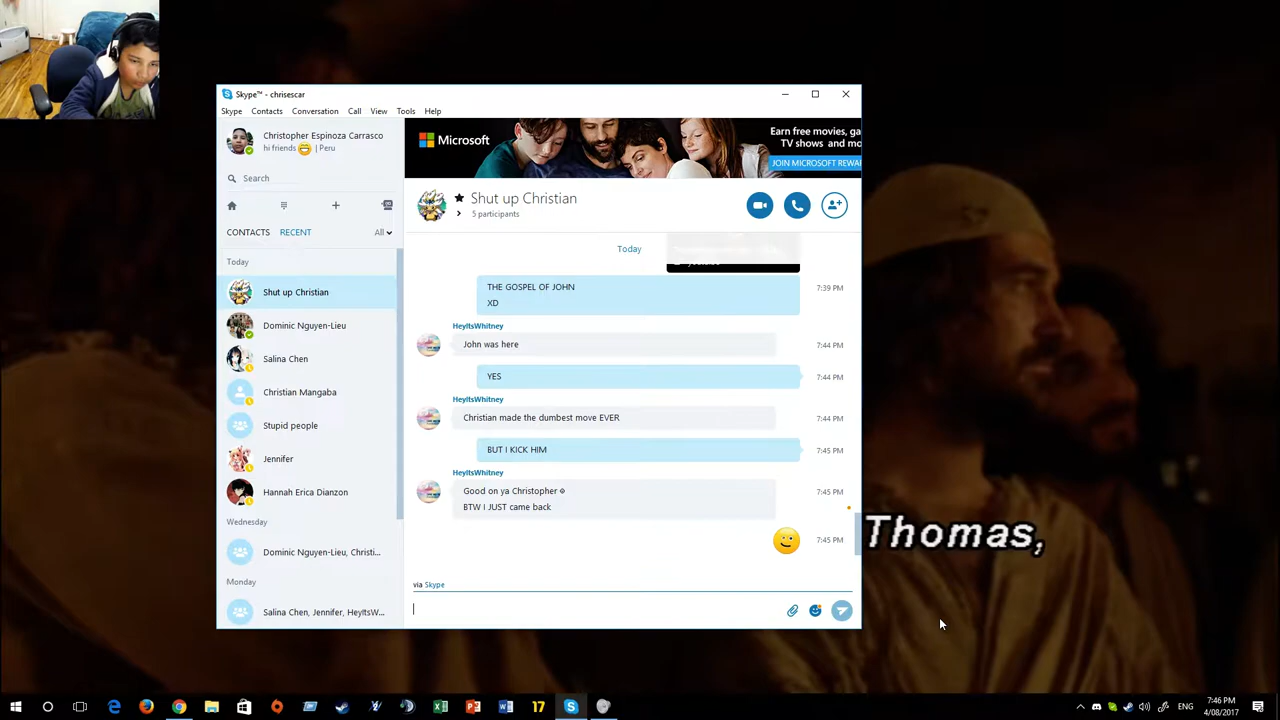 Skype™ - chrisescar
Skype Contacts Conversation Call View Tools Help
Christopher Espinoza Carrasco
hi friends | Peru
Search
CONTACTS RECENT All
Today
Shut up Christian
Dominic Nguyen-Lieu
Salina Chen
Christian Mangaba
Stupid people
Jennifer
Hannah Erica Dianzon
Wednesday
Dominic Nguyen-Lieu, Christi...
Monday
Salina Chen, Jennifer, HeyItsW...
Microsoft
Earn free movies, ga
TV shows and mo
JOIN MICROSOFT REWA
Shut up Christian
5 participants
Today
THE GOSPEL OF JOHN
XD
7:39 PM
HeyItsWhitney
John was here
7:44 PM
YES
7:44 PM
HeyItsWhitney
Christian made the dumbest move EVER
7:44 PM
BUT I KICK HIM
7:45 PM
HeyItsWhitney
Good on ya Christopher
7:45 PM
BTW I JUST came back
7:45 PM
via Skype
Thomas,
17
ENG
7:46 PM
4/08/2017